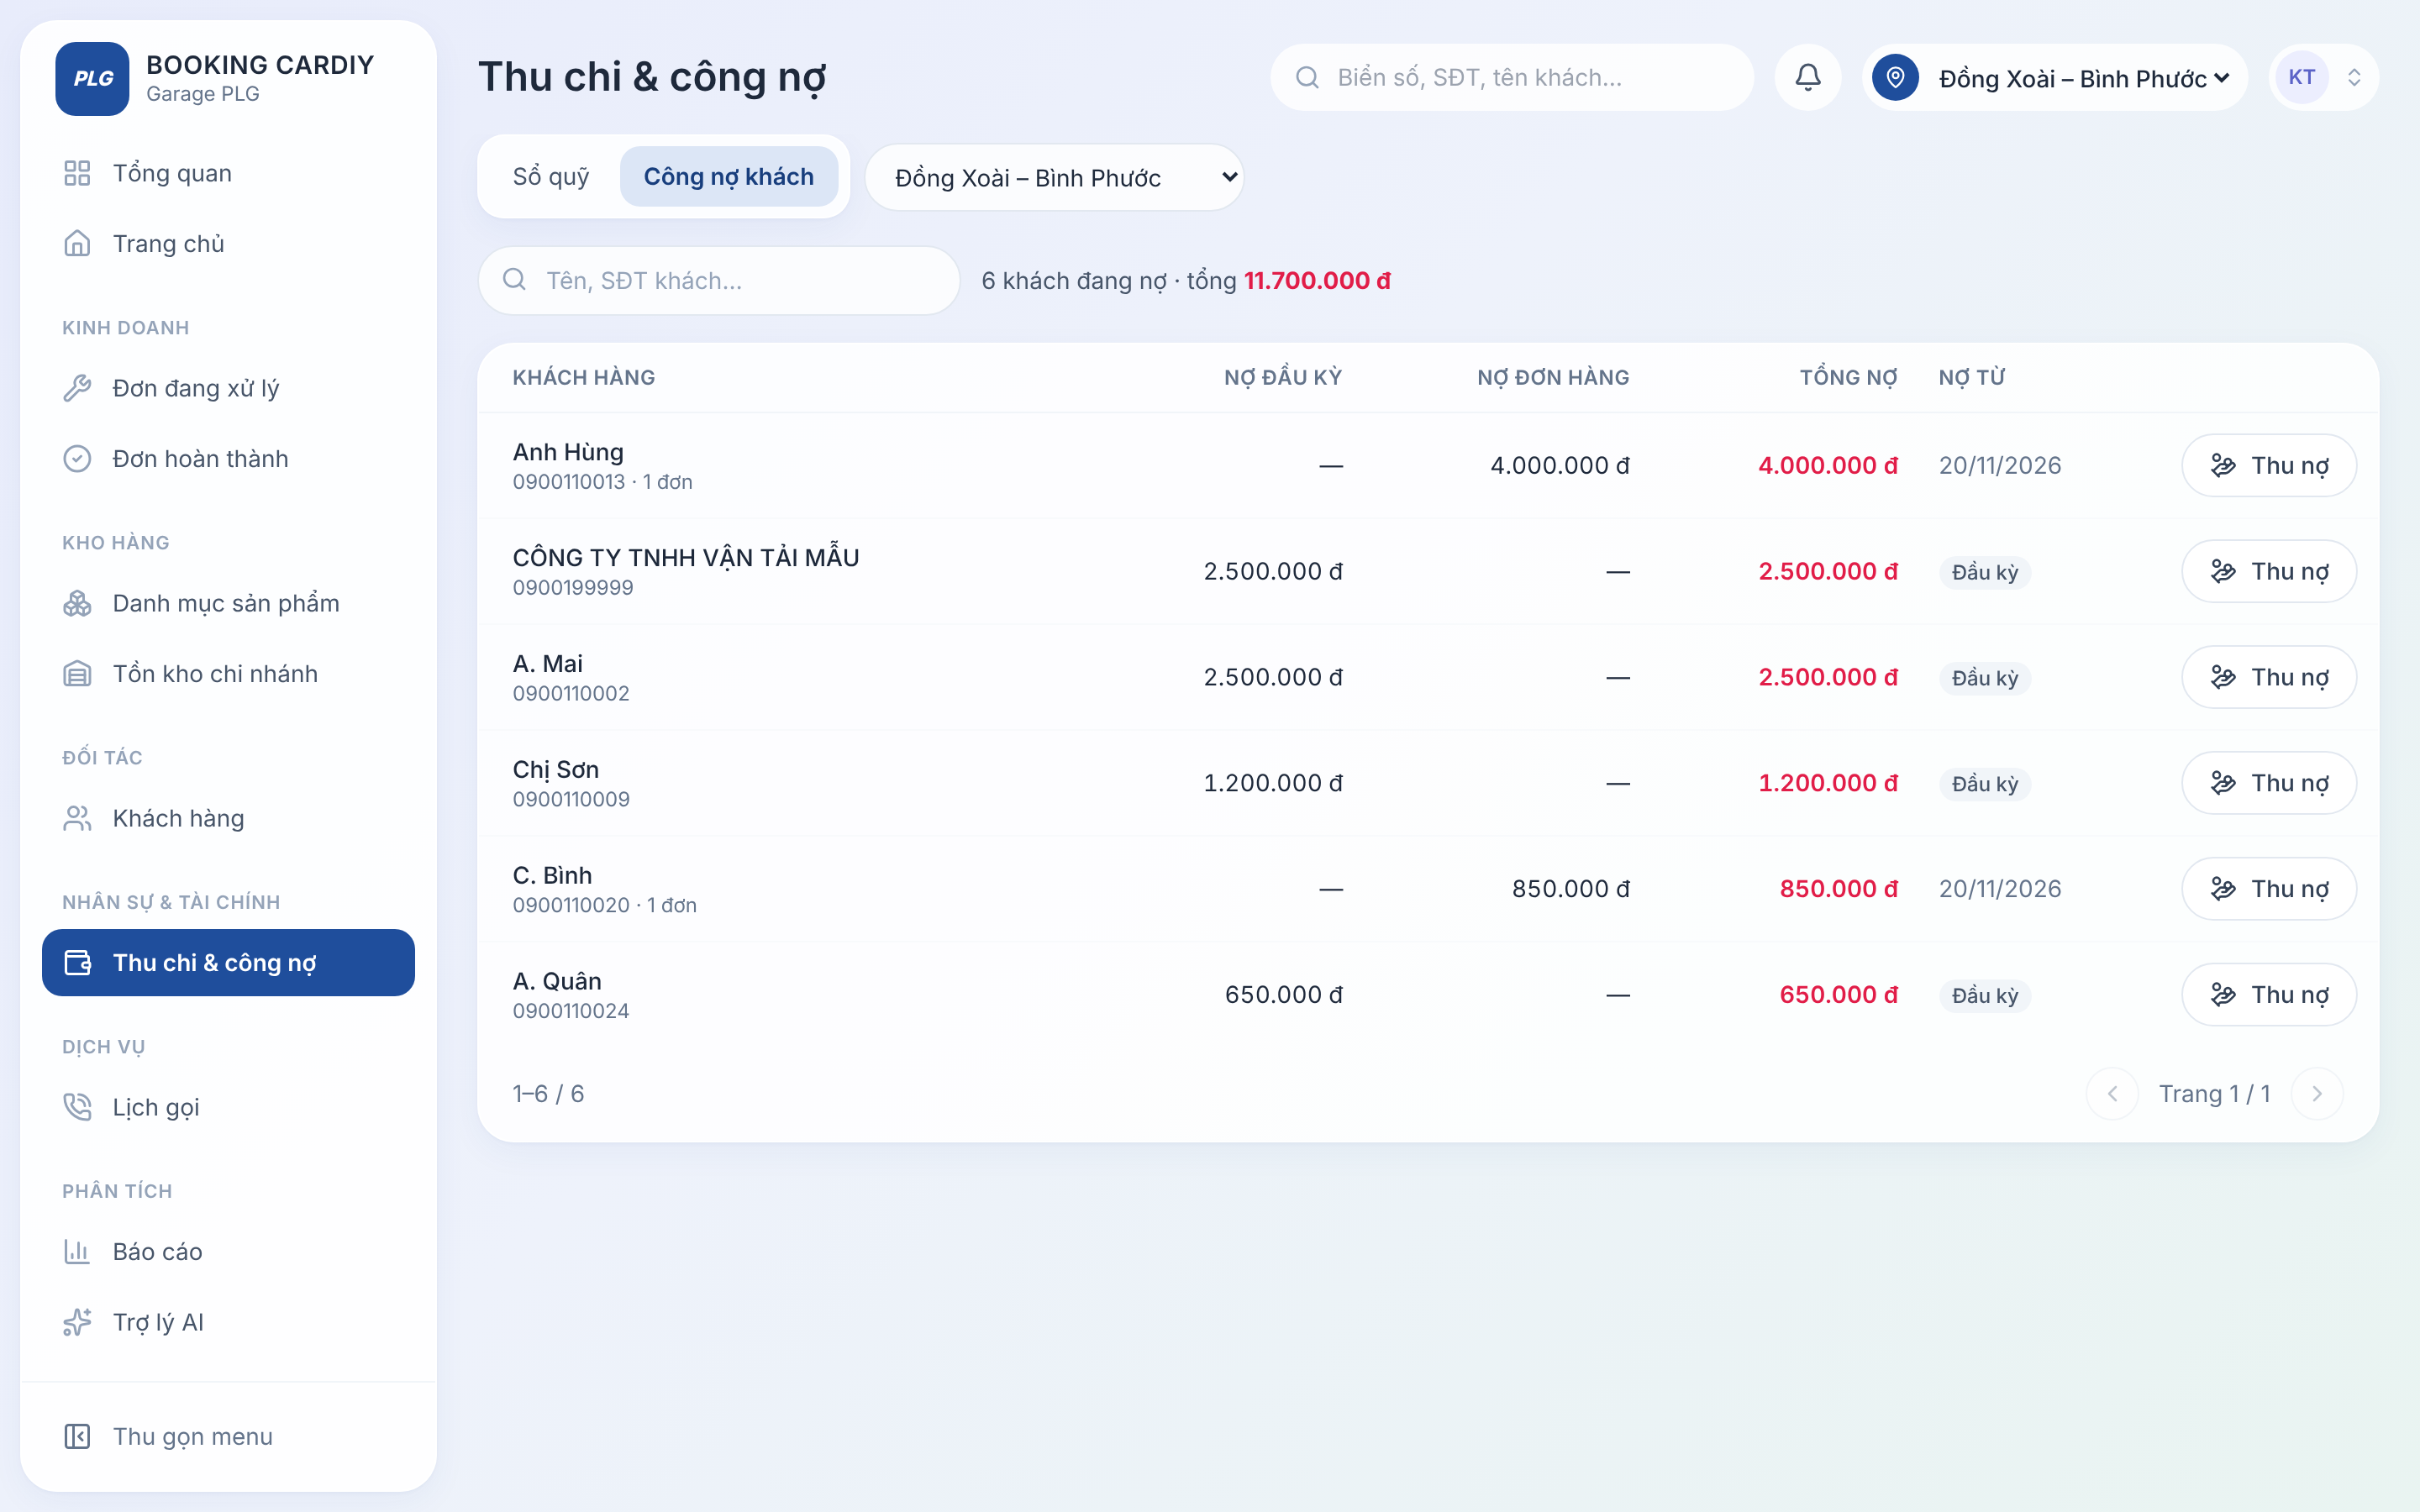 PLG
BOOKING CARDIY
Garage PLG
Tổng quan
Trang chủ
KINH DOANH
Đơn đang xử lý
Đơn hoàn thành
KHO HÀNG
Danh mục sản phẩm
Tồn kho chi nhánh
ĐỐI TÁC
Khách hàng
NHÂN SỰ & TÀI CHÍNH
Thu chi & công nợ
DỊCH VỤ
Lịch gọi
PHÂN TÍCH
Báo cáo
Trợ lý AI
Thu gọn menu
Thu chi & công nợ
Biển số, SĐT, tên khách...
Đồng Xoài – Bình Phước
KT
Sổ quỹ
Công nợ khách
Đồng Xoài – Bình Phước
Tên, SĐT khách...
6 khách đang nợ · tổng 11.700.000 đ
KHÁCH HÀNG NỢ ĐẦU KỲ NỢ ĐƠN HÀNG TỔNG NỢ NỢ TỪ
Anh Hùng
0900110013 · 1 đơn
— 4.000.000 đ 4.000.000 đ 20/11/2026 Thu nợ
CÔNG TY TNHH VẬN TẢI MẪU
0900199999
2.500.000 đ — 2.500.000 đ Đầu kỳ Thu nợ
A. Mai
0900110002
2.500.000 đ — 2.500.000 đ Đầu kỳ Thu nợ
Chị Sơn
0900110009
1.200.000 đ — 1.200.000 đ Đầu kỳ Thu nợ
C. Bình
0900110020 · 1 đơn
— 850.000 đ 850.000 đ 20/11/2026 Thu nợ
A. Quân
0900110024
650.000 đ — 650.000 đ Đầu kỳ Thu nợ
1–6 / 6
Trang 1 / 1